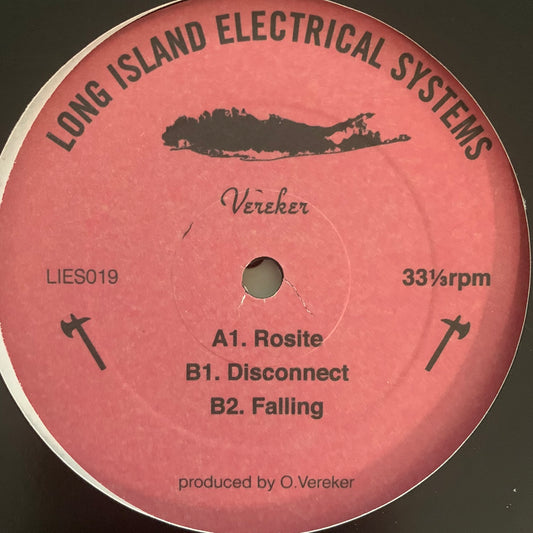 LONG ISLAND ELECTRICAL SYSTEMS
Vereker
LIES019
33⅓rpm
A1. Rosite
B1. Disconnect
B2. Falling
produced by O.Vereker